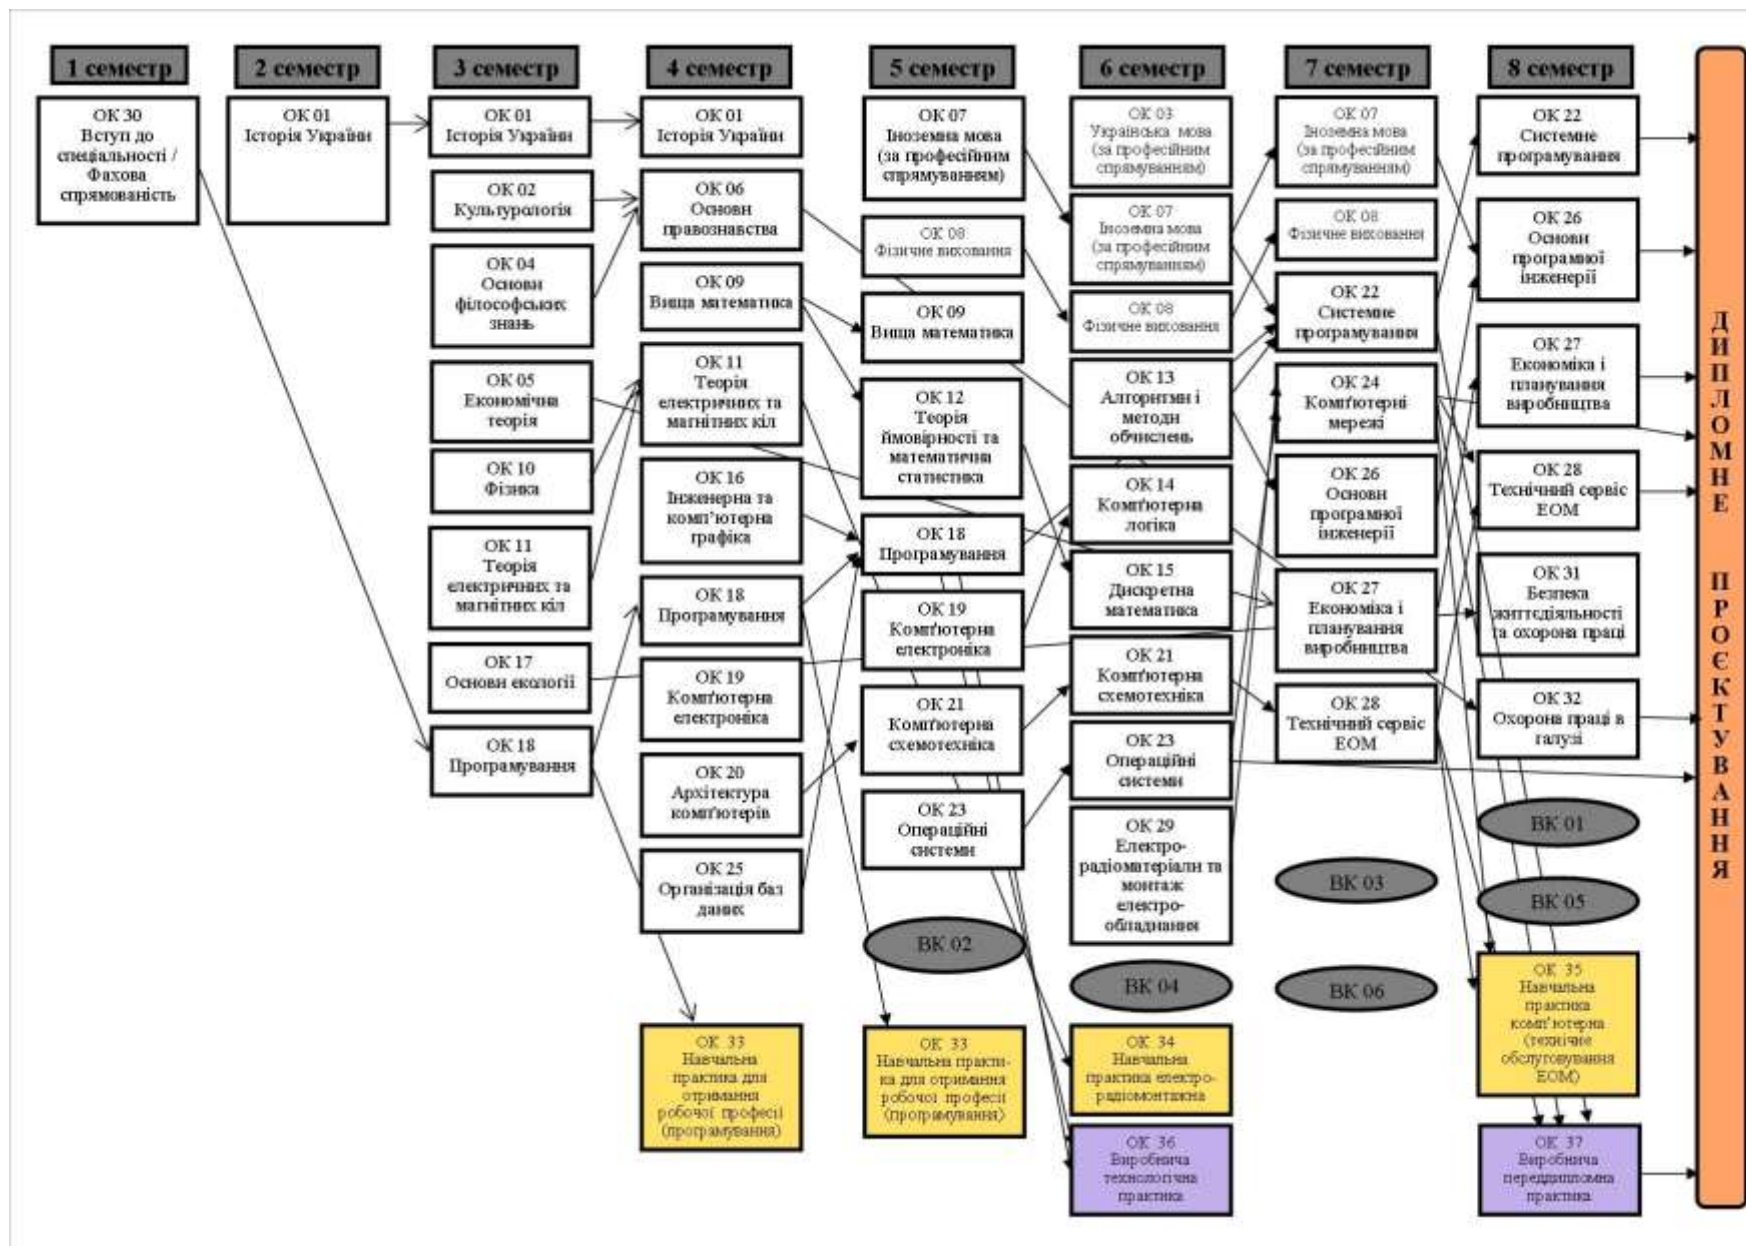 1 семестр
ОК 30
Вступ до
спеціальності /
Фахова
спрямованість
2 семестр
ОК 01
Історія України
3 семестр
ОК 01
Історія України
ОК 02
Культурологія
ОК 04
Основи
філософських
знань
ОК 05
Економічна
теорія
ОК 10
Фізика
ОК 11
Теорія
електричних та
магнітних кіл
ОК 17
Основи екології
ОК 18
Програмування
4 семестр
ОК 01
Історія України
ОК 06
Основи
правознавства
ОК 09
Вища математика
ОК 11
Теорія
електричних та
магнітних кіл
ОК 16
Інженерна та
комп'ютерна
графіка
ОК 18
Програмування
ОК 19
Комп'ютерна
електроніка
ОК 20
Архітектура
комп'ютерів
ОК 25
Організація баз
даних
ОК 33
Навчальна
практика для
отримання
робочої професії
(програмування)
5 семестр
ОК 07
Іноземна мова
(за професійним
спрямуванням)
ОК 08
Фізичне виховання
ОК 09
Вища математика
ОК 12
Теорія
ймовірності та
математична
статистика
ОК 18
Програмування
ОК 19
Комп'ютерна
електроніка
ОК 21
Комп'ютерна
схемотехніка
ОК 23
Операційні
системи
ВК 02
ОК 33
Навчальна практи-
ка для отримання
робочої професії
(програмування)
6 семестр
ОК 03
Українська мова
(за професійним
спрямуванням)
ОК 07
Іноземна мова
(за професійним
спрямуванням)
ОК 08
Фізичне виховання
ОК 13
Алгоритми і
методи
обчислень
ОК 14
Комп'ютерна
логіка
ОК 15
Дискретна
математика
ОК 21
Комп'ютерна
схемотехніка
ОК 23
Операційні
системи
ОК 29
Електро-
радіоматеріали та
монтаж
електро-
обладнання
ВК 04
ОК 34
Навчальна
практика електро-
радіомонтажна
ОК 36
Виробнича
технологічна
практика
7 семестр
ОК 07
Іноземна мова
(за професійним
спрямуванням)
ОК 08
Фізичне виховання
ОК 22
Системне
програмування
ОК 24
Комп'ютерні
мережі
ОК 26
Основи
програмної
інженерії
ОК 27
Економіка і
планування
виробництва
ОК 28
Технічний сервіс
ЕОМ
ВК 03
ВК 06
8 семестр
ОК 22
Системне
програмування
ОК 26
Основи
програмної
інженерії
ОК 27
Економіка і
планування
виробництва
ОК 28
Технічний сервіс
ЕОМ
ОК 31
Безпека
життєдіяльності
та охорона праці
ОК 32
Охорона праці в
галузі
ВК 01
ВК 05
ОК 35
Навчальна
практика
комп'ютерна
(технічне
обслуговування
ЕОМ)
ОК 37
Виробнича
переддипломна
практика
ДИПЛОМНЕ ПРОЄКТУВАННЯ